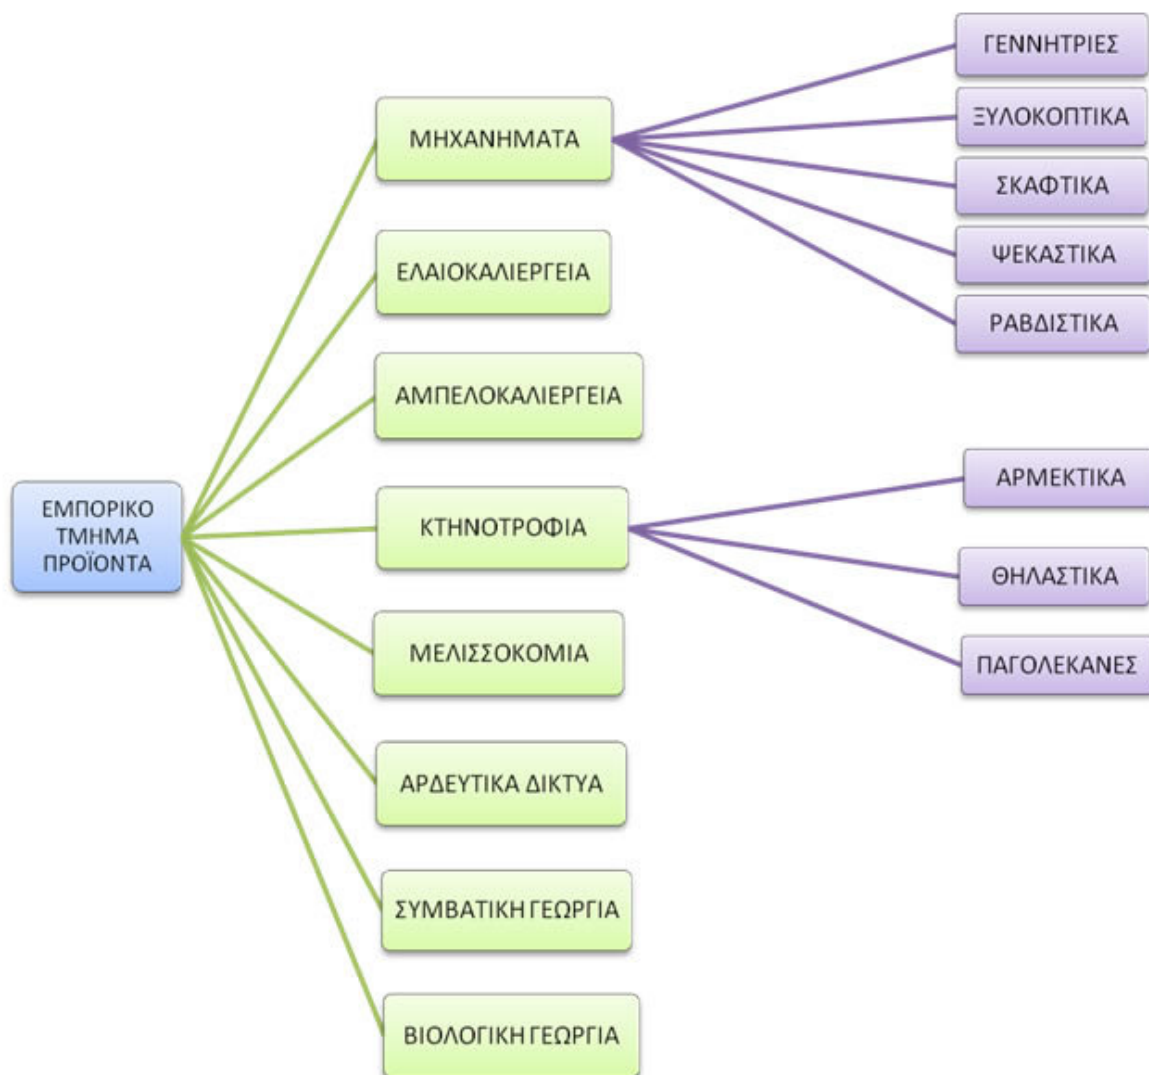 ΕΜΠΟΡΙΚΟ
ΤΜΗΜΑ
ΠΡΟΪΟΝΤΑ
ΜΗΧΑΝΗΜΑΤΑ
ΕΛΑΙΟΚΑΛΙΕΡΓΕΙΑ
ΑΜΠΕΛΟΚΑΛΙΕΡΓΕΙΑ
ΚΤΗΝΟΤΡΟΦΙΑ
ΜΕΛΙΣΣΟΚΟΜΙΑ
ΑΡΔΕΥΤΙΚΑ ΔΙΚΤΥΑ
ΣΥΜΒΑΤΙΚΗ ΓΕΩΡΓΙΑ
ΒΙΟΛΟΓΙΚΗ ΓΕΩΡΓΙΑ
ΓΕΝΝΗΤΡΙΕΣ
ΞΥΛΟΚΟΠΤΙΚΑ
ΣΚΑΦΤΙΚΑ
ΨΕΚΑΣΤΙΚΑ
ΡΑΒΔΙΣΤΙΚΑ
ΑΡΜΕΚΤΙΚΑ
ΘΗΛΑΣΤΙΚΑ
ΠΑΓΟΛΕΚΑΝΕΣ